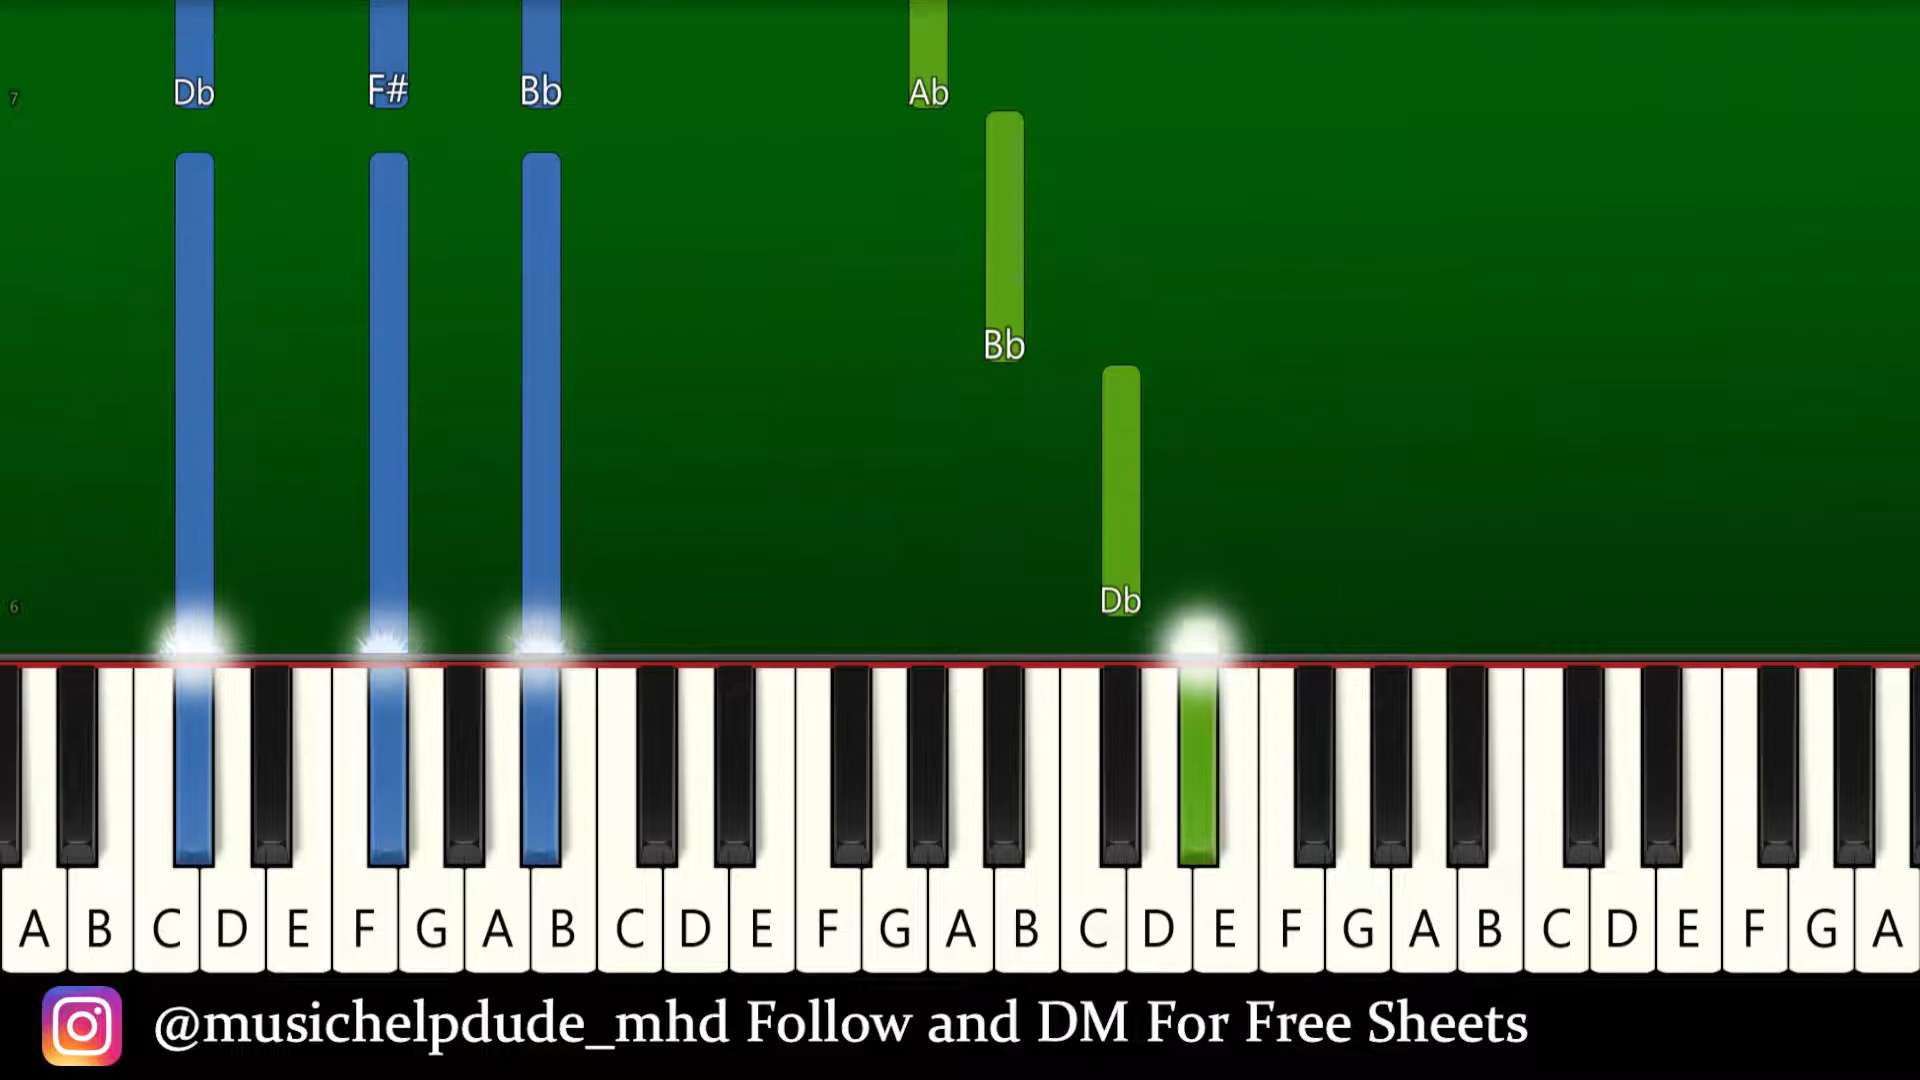 Db F# Bb Ab
7
Bb
Db
6
A B C D E F G A B C D E F G A B C D E F G A B C D E F G A
@musichelpdude_mhd Follow and DM For Free Sheets